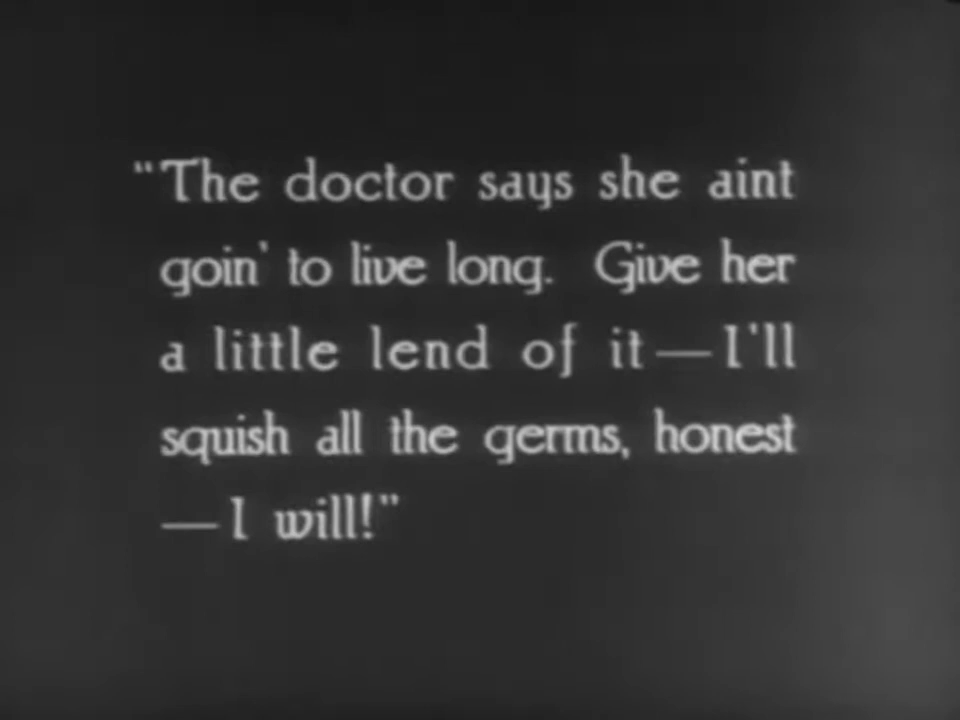 “The doctor says she aint
goin' to live long. Give her
a little lend of it—I'll
squish all the germs, honest
—I will!”